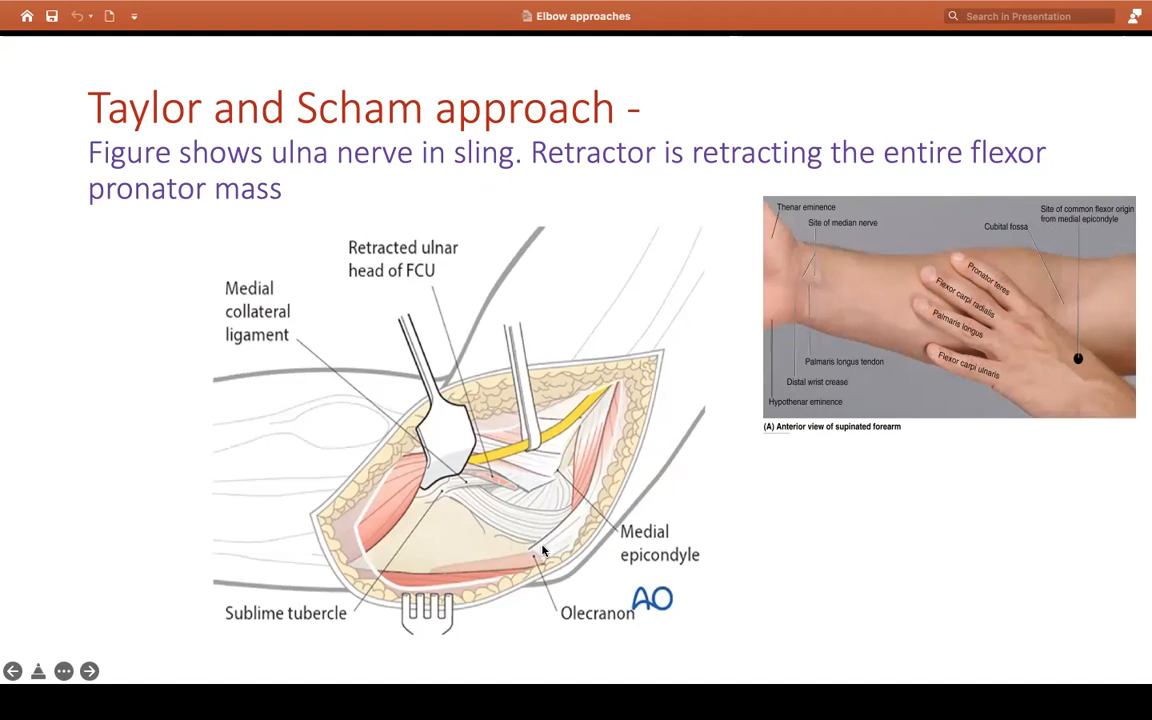 Elbow approaches
Search in Presentation
Taylor and Scham approach -
Figure shows ulna nerve in sling. Retractor is retracting the entire flexor
pronator mass
Retracted ulnar
head of FCU
Medial
collateral
ligament
Medial
epicondyle
Sublime tubercle
Olecranon
AO
Thenar eminence
Site of median nerve
Site of common flexor origin
from medial epicondyle
Cubital fossa
Pronator teres
Flexor carpi radialis
Palmaris longus
Flexor carpi ulnaris
Palmaris longus tendon
Distal wrist crease
Hypothenar eminence
(A) Anterior view of supinated forearm